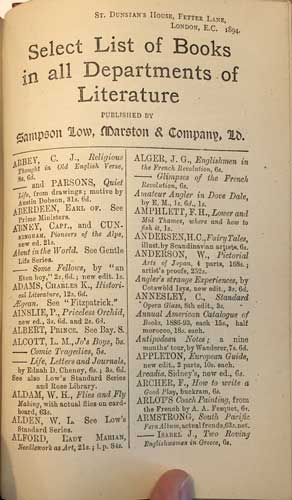 ST. DUNSTAN'S HOUSE, FETTER LANE,
LONDON, E.C. 1894.
Select List of Books
in all Departments of
Literature
PUBLISHED BY
Sampson Low, Marston & Company, Ld.
ABBEY, C. J., Religious
Thought in Old English Verse,
8s. 6d.
—— and PARSONS, Quiet
Life, from drawings; motive by
Austin Dobson, 31s. 6d.
ABERDEEN, EARL OF. See
Prime Ministers.
ABNEY, CAPT., and CUN-
NINGHAM, Pioneers of the Alps,
new ed. 21s.
About in the World. See Gentle
Life Series.
—— Some Fellows, by "an
Eton boy," 2s. 6d.; new edit. 1s.
ADAMS, CHARLES K., Histori-
cal Literature, 12s. 6d.
Ægean. See "Fitzpatrick."
AINSLIE, P., Priceless Orchid,
new ed., 3s. 6d. and 2s. 6d.
ALBERT, PRINCE. See Bay. S.
ALCOTT, L. M., Jo's Boys, 5s.
—— Comic Tragedies, 5s.
—— Life, Letters and Journals,
by Ednah D. Cheney, 6s.; 3s. 6d.
See also Low's Standard Series
and Rose Library.
ALDAM, W. K., Flies and Fly
Making, with actual flies on card-
board, 63s.
ALDEN, W. L. See Low's
Standard Series.
ALFORD, LADY MARIAN,
Needlework as Art, 21s.; l.p. 84s.
ALGER, J. G., Englishmen in
the French Revolution, 6s.
—— Glimpses of the French
Revolution, 6s.
Amateur Angler in Dove Dale,
by E. M., 1s. 6d., 1s.
AMPHLETT, F. H., Lower and
Mid Thames, where and how to
fish it, 1s.
ANDERSEN, H. C., Fairy Tales,
illust. by Scandinavian artists, 6s.
ANDERSON, W., Pictorial
Arts of Japan, 4 parts, 168s.;
artist's proofs, 252s.
Angler's strange Experiences, by
Cotswold Isys, new edit., 3s. 6d.
ANNESLEY, C., Standard
Opera Glass, 8th edit., 3s.
Annual American Catalogue of
Books, 1886-93, each 15s., half
morocco, 18s. each.
Antipodean Notes; a nine
months' tour, by Wanderer, 7s. 6d.
APPLETON, European Guide,
new edit., 2 parts, 10s. each.
Arcadia, Sidney's, new ed., 6s.
ARCHER, F., How to write a
Good Play, buckram, 6s.
ARLOT'S Coach Painting, from
the French by A. A. Fesquet, 6s.
ARMSTRONG, South Pacific
Fern Album, actual fronds, 63s. net.
—— ISABEL J., Two Roving
Englishwomen in Greece, 6s.